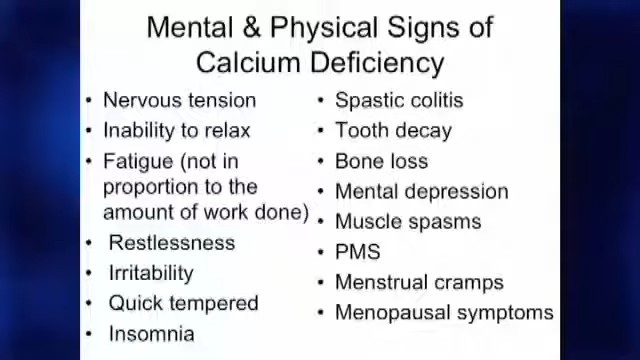 Mental & Physical Signs of
Calcium Deficiency
• Nervous tension
• Inability to relax
• Fatigue (not in
proportion to the
amount of work done)
• Restlessness
• Irritability
• Quick tempered
• Insomnia
• Spastic colitis
• Tooth decay
• Bone loss
• Mental depression
• Muscle spasms
• PMS
• Menstrual cramps
• Menopausal symptoms